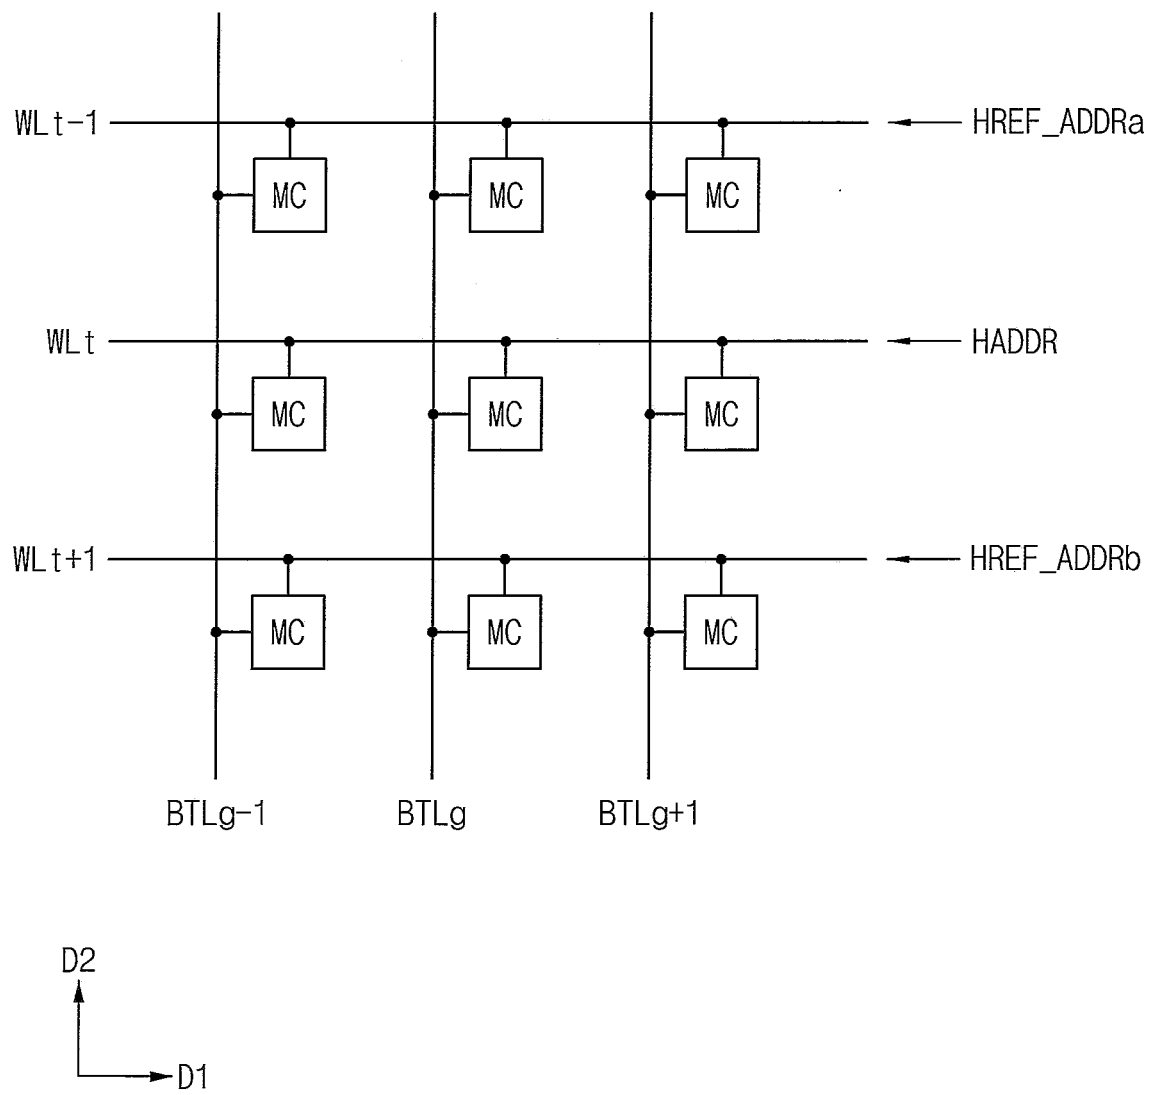 WLt-1 HREF_ADDRa
MC MC MC
WLt HADDR
MC MC MC
WLt+1 HREF_ADDRb
MC MC MC
BTLg-1 BTLg BTLg+1
D2
D1